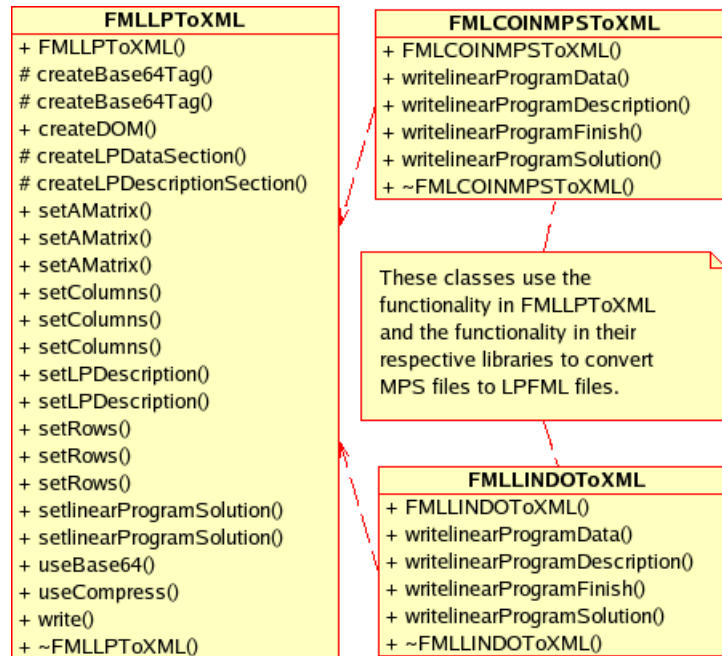 FMLLPToXML
+ FMLLPToXML()
# createBase64Tag()
# createBase64Tag()
+ createDOM()
# createLPDataSection()
# createLPDescriptionSection()
+ setAMatrix()
+ setAMatrix()
+ setAMatrix()
+ setColumns()
+ setColumns()
+ setColumns()
+ setLPDescription()
+ setLPDescription()
+ setRows()
+ setRows()
+ setRows()
+ setlinearProgramSolution()
+ setlinearProgramSolution()
+ useBase64()
+ useCompress()
+ write()
+ ~FMLLPToXML()
FMLCOINMPSToXML
+ FMLCOINMPSToXML()
+ writelinearProgramData()
+ writelinearProgramDescription()
+ writelinearProgramFinish()
+ writelinearProgramSolution()
+ ~FMLCOINMPSToXML()
These classes use the
functionality in FMLLPToXML
and the functionality in their
respective libraries to convert
MPS files to LPFML files.
FMLLINDOToXML
+ FMLLINDOToXML()
+ writelinearProgramData()
+ writelinearProgramDescription()
+ writelinearProgramFinish()
+ writelinearProgramSolution()
+ ~FMLLINDOToXML()